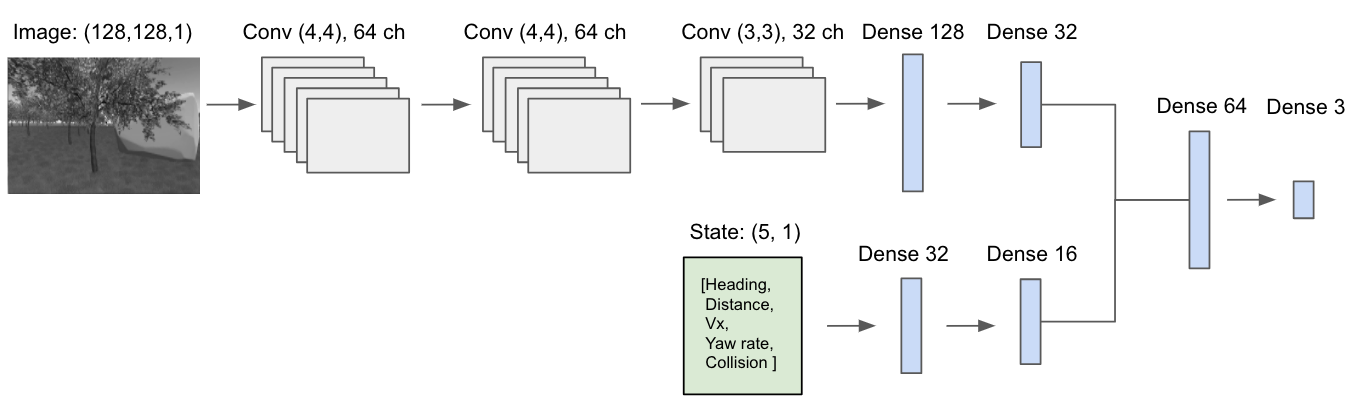 Image: (128,128,1)
Conv (4,4), 64 ch
Conv (4,4), 64 ch
Conv (3,3), 32 ch
Dense 128
Dense 32
Dense 64
Dense 3
State: (5, 1)
[Heading,
Distance,
Vx,
Yaw rate,
Collision ]
Dense 32
Dense 16